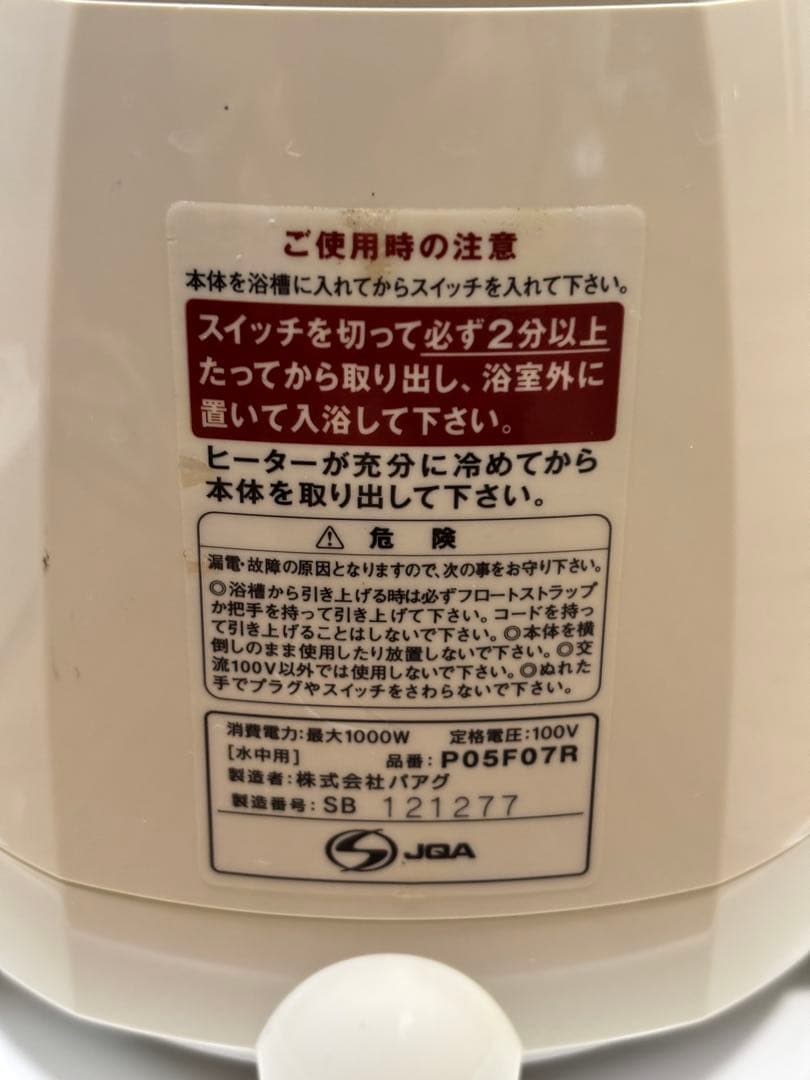 ご使用時の注意
本体を浴槽に入れてからスイッチを入れて下さい。
スイッチを切って必ず2分以上
たってから取り出し、浴室外に
置いて入浴して下さい。
ヒーターが充分に冷めてから
本体を取り出して下さい。
⚠ 危 険
漏電・故障の原因となりますので、次の事をお守り下さい。
◎浴槽から引き上げる時は必ずフロートストラップ
か把手を持って引き上げて下さい。コードを持っ
て引き上げることはしないで下さい。◎本体を横
倒しのまま使用したり放置しないで下さい。◎交
流100V以外では使用しないで下さい。◎ぬれた
手でプラグやスイッチをさわらないで下さい。
消費電力:最大1000W 定格電圧:100V
[水中用] 品番:P05F07R
製造者:株式会社パアグ
製造番号:SB 121277
JQA